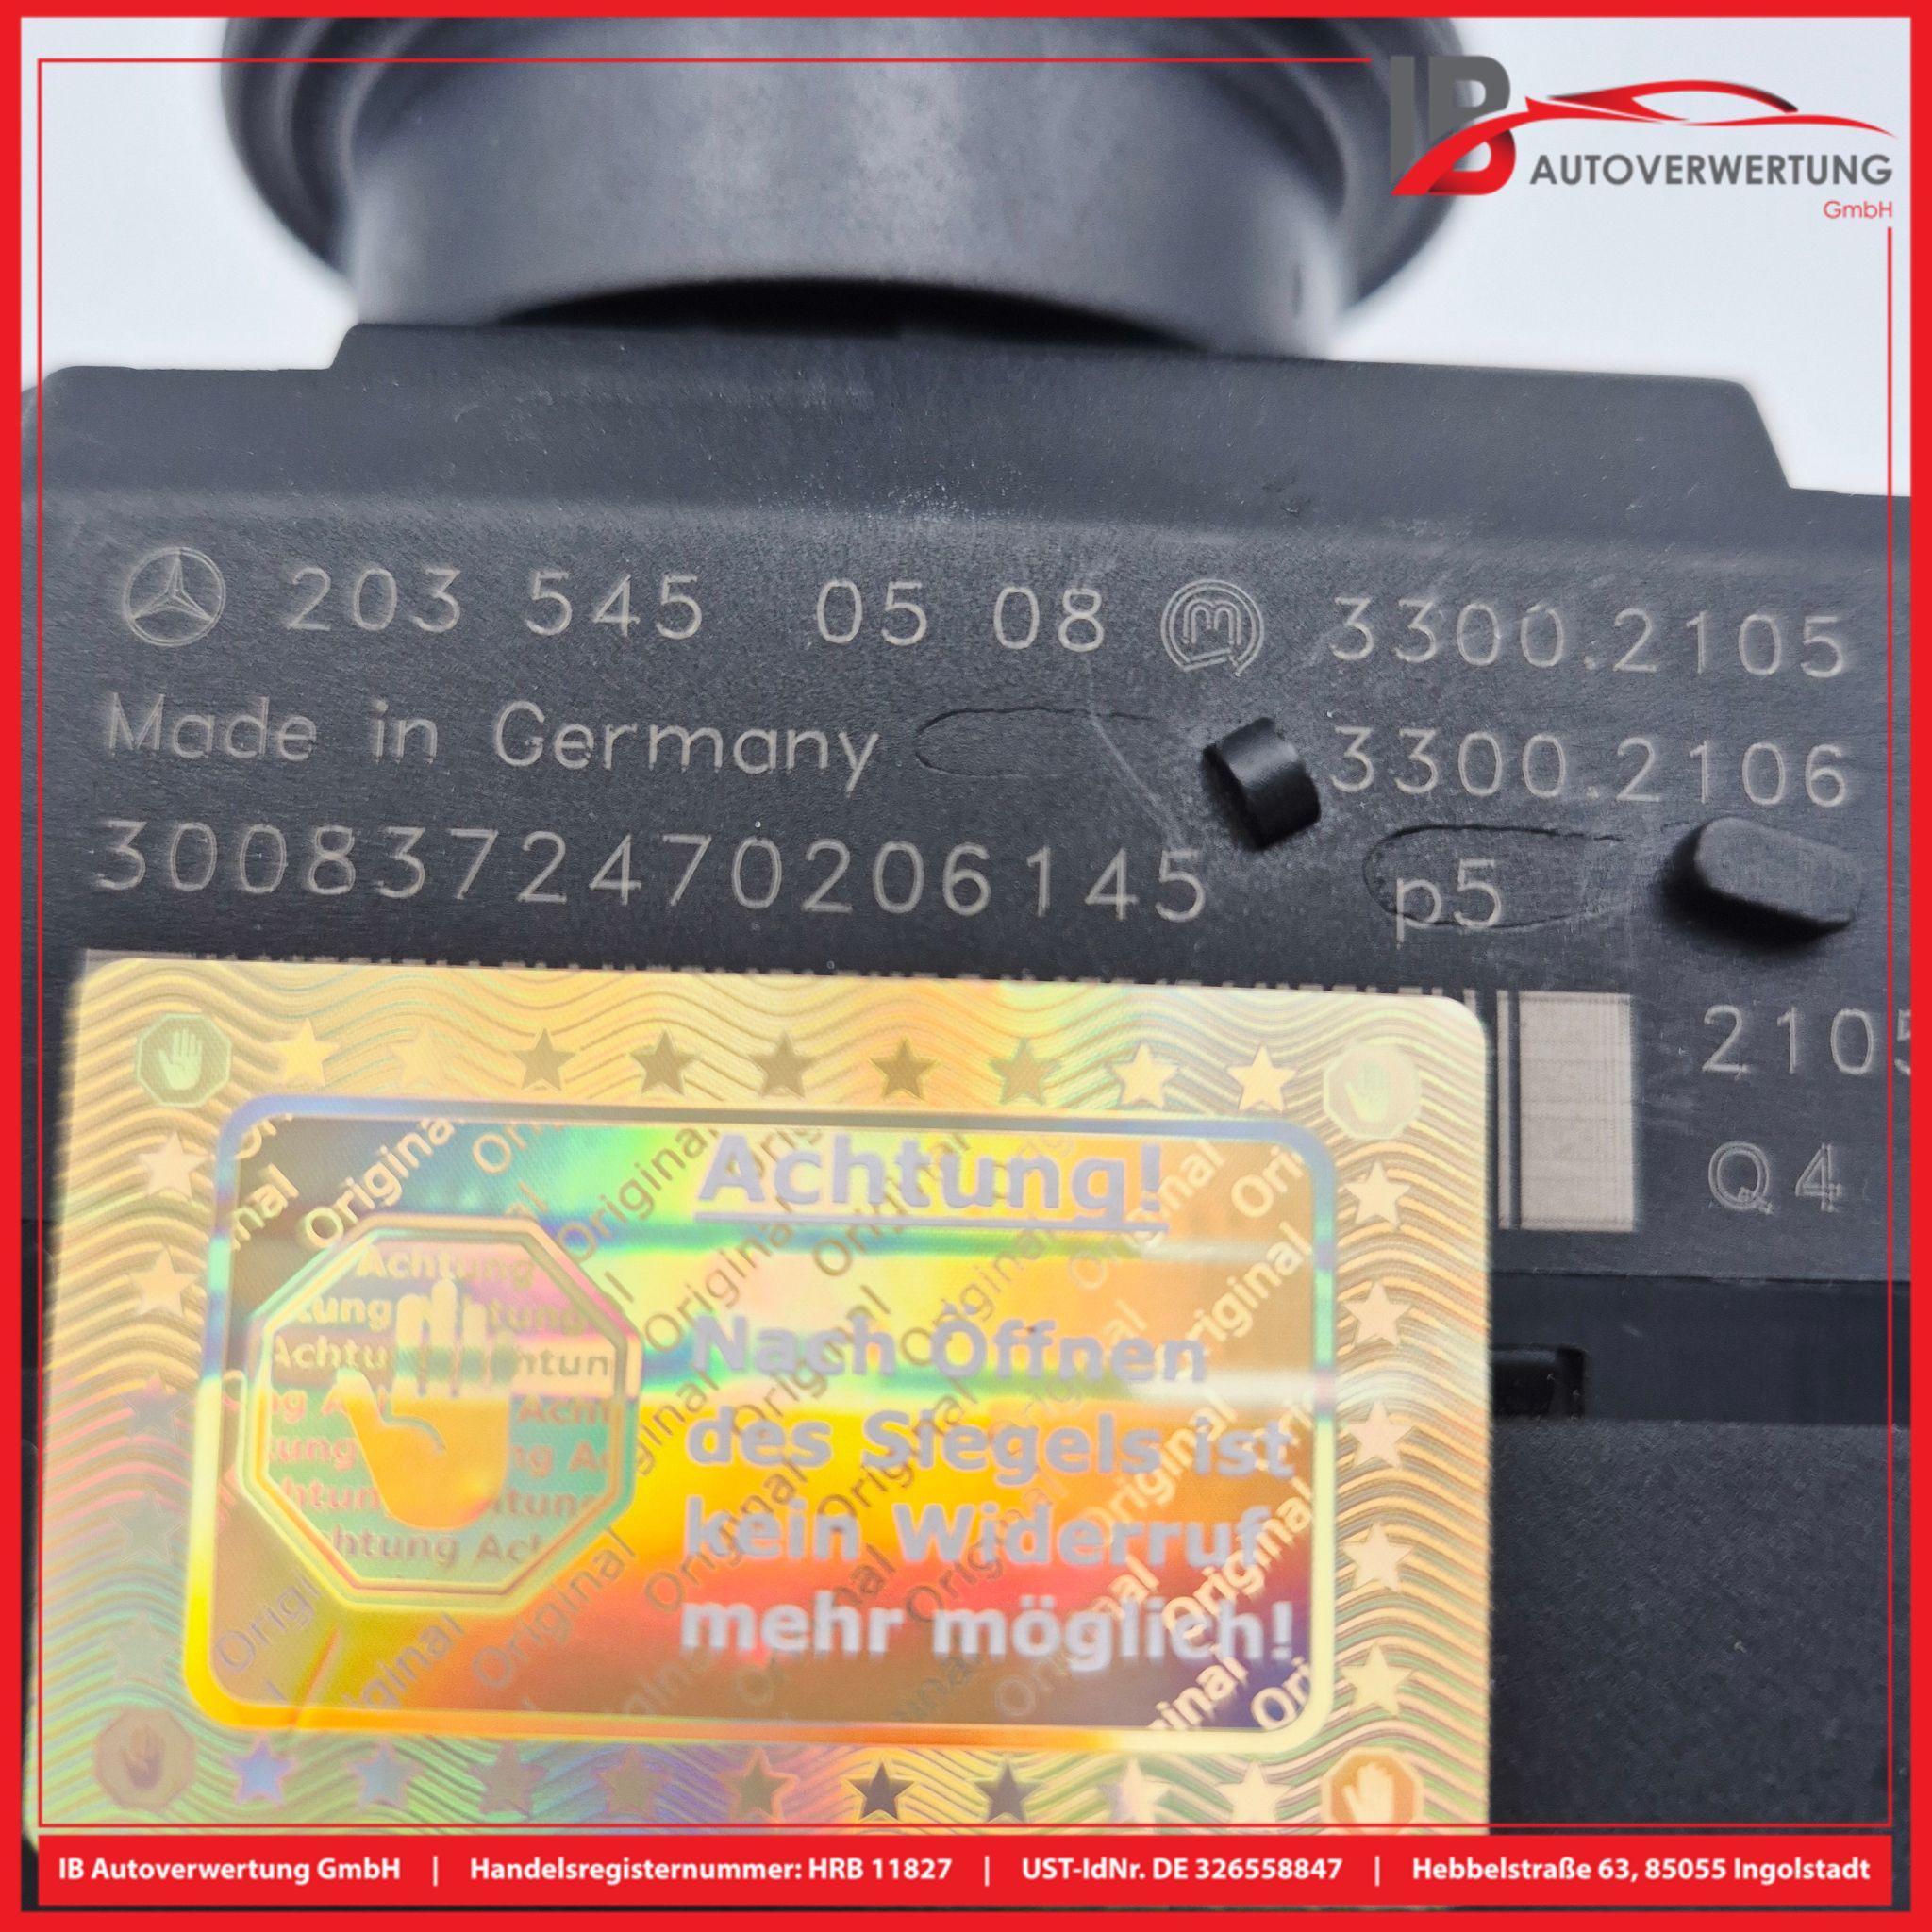 IB
AUTOVERWERTUNG
GmbH
203 545 05 08 3300.2105
Made in Germany 3300.2106
3008372470206145 p5
2105
Q4
Achtung!
Nach Öffnen
des Siegels ist
kein Widerruf
mehr möglich!
IB Autoverwertung GmbH | Handelsregisternummer: HRB 11827 | UST-IdNr. DE 326558847 | Hebbelstraße 63, 85055 Ingolstadt